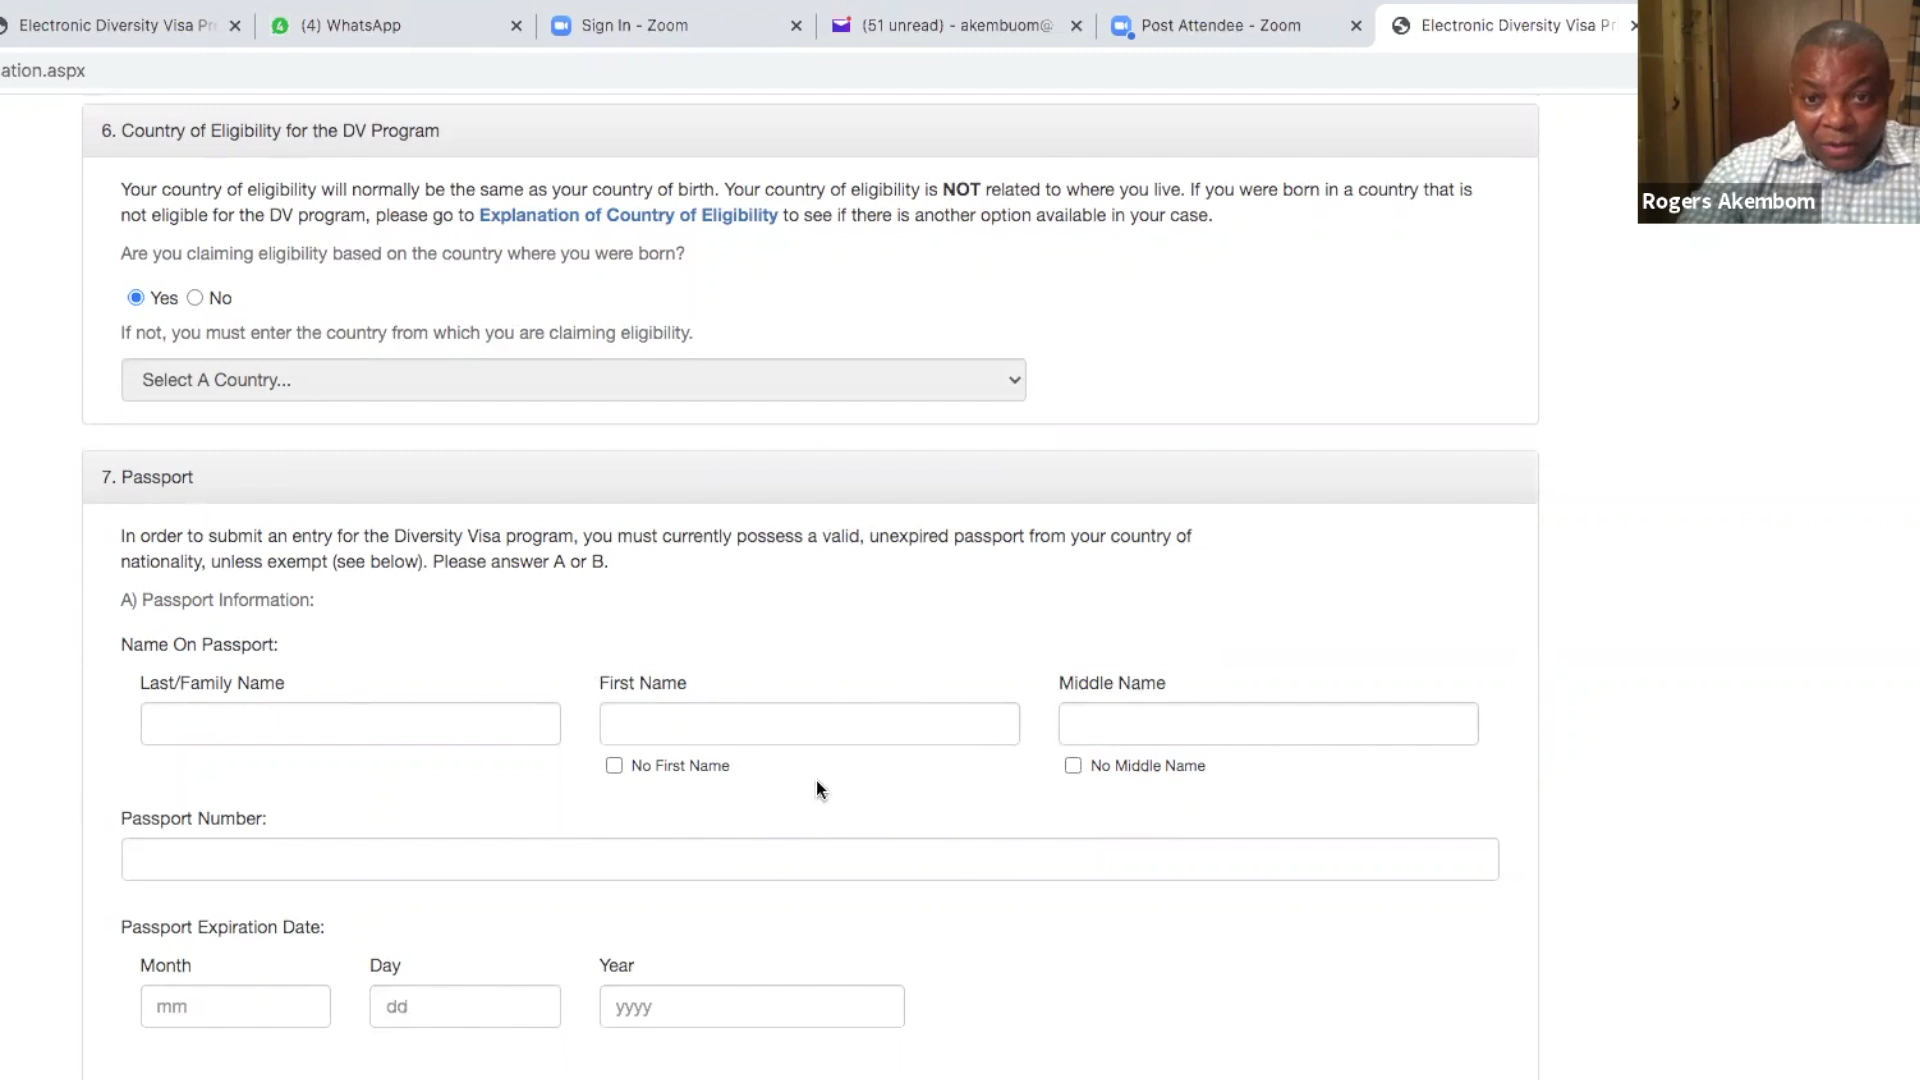 Electronic Diversity Visa Pr
(4) WhatsApp
Sign In - Zoom
(51 unread) - akembuom@
Post Attendee - Zoom
Electronic Diversity Visa Pr
ation.aspx
Rogers Akembom
6. Country of Eligibility for the DV Program
Your country of eligibility will normally be the same as your country of birth. Your country of eligibility is NOT related to where you live. If you were born in a country that is
not eligible for the DV program, please go to Explanation of Country of Eligibility to see if there is another option available in your case.
Are you claiming eligibility based on the country where you were born?
Yes No
If not, you must enter the country from which you are claiming eligibility.
Select A Country...
7. Passport
In order to submit an entry for the Diversity Visa program, you must currently possess a valid, unexpired passport from your country of
nationality, unless exempt (see below). Please answer A or B.
A) Passport Information:
Name On Passport:
Last/Family Name First Name Middle Name
No First Name No Middle Name
Passport Number:
Passport Expiration Date:
Month Day Year
mm dd yyyy